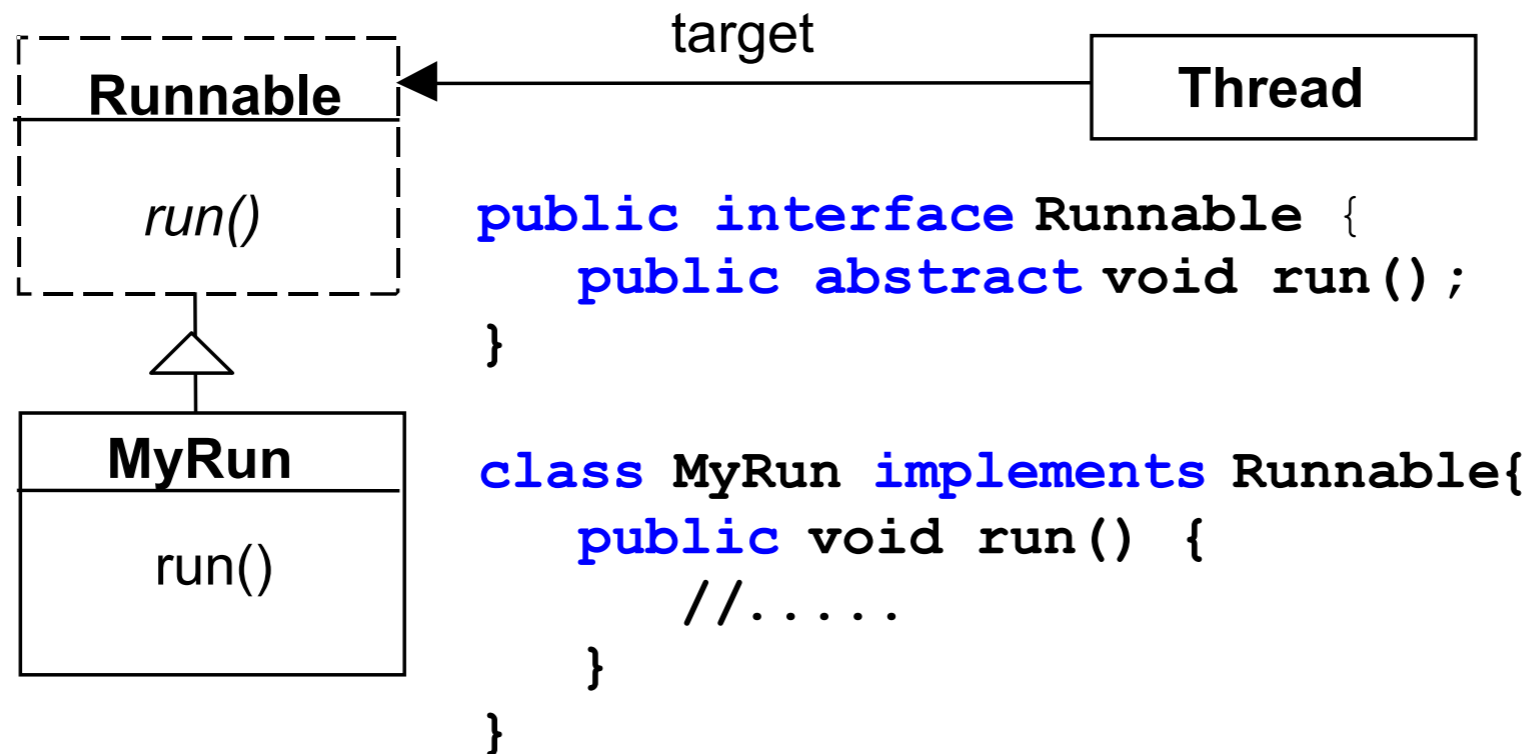 target
Runnable
Thread
run()
public interface Runnable {
public abstract void run();
}
MyRun
run()
class MyRun implements Runnable{
public void run() {
//.....
}
}